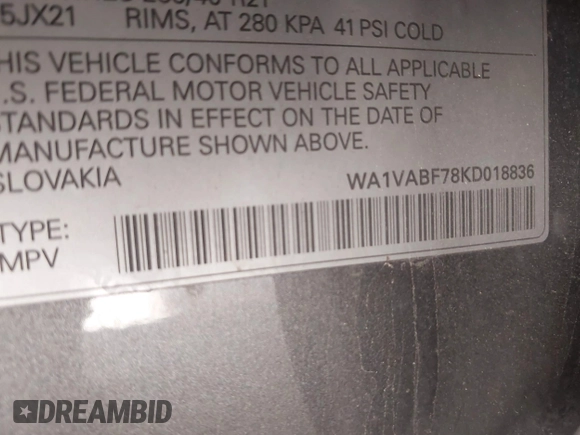 5JX21 RIMS, AT 280 KPA 41 PSI COLD
HIS VEHICLE CONFORMS TO ALL APPLICABLE
.S. FEDERAL MOTOR VEHICLE SAFETY
STANDARDS IN EFFECT ON THE DATE OF
MANUFACTURE SHOWN ABOVE.
SLOVAKIA WA1VABF78KD018836
TYPE:
MPV
DREAMBID